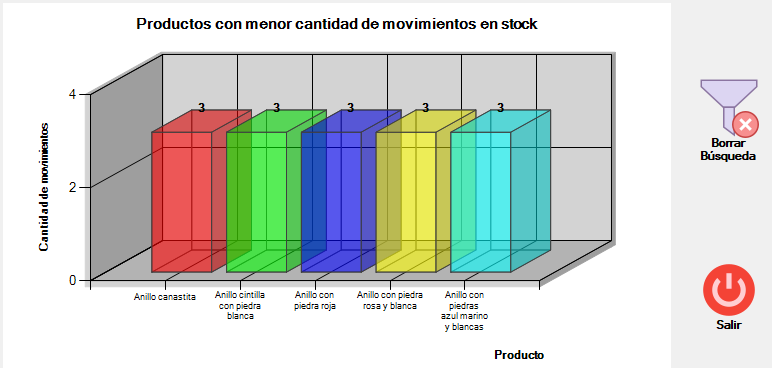 Productos con menor cantidad de movimientos en stock
Cantidad de movimientos
4
2
0
3
3
3
3
3
Anillo canastita
Anillo cintilla
con piedra
blanca
Anillo con
piedra roja
Anillo con piedra
rosa y blanca
Anillo con
piedras
azul marino
y blancas
Producto
Borrar
Búsqueda
Salir